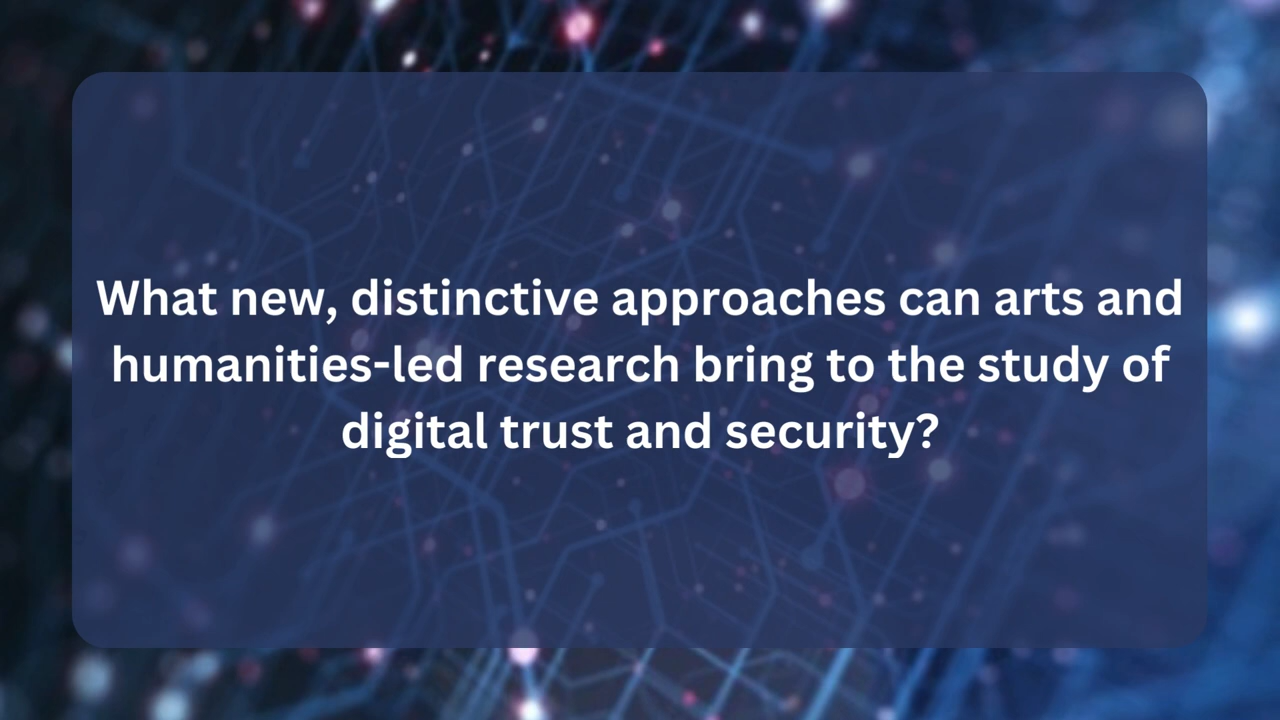 What new, distinctive approaches can arts and
humanities-led research bring to the study of
digital trust and security?